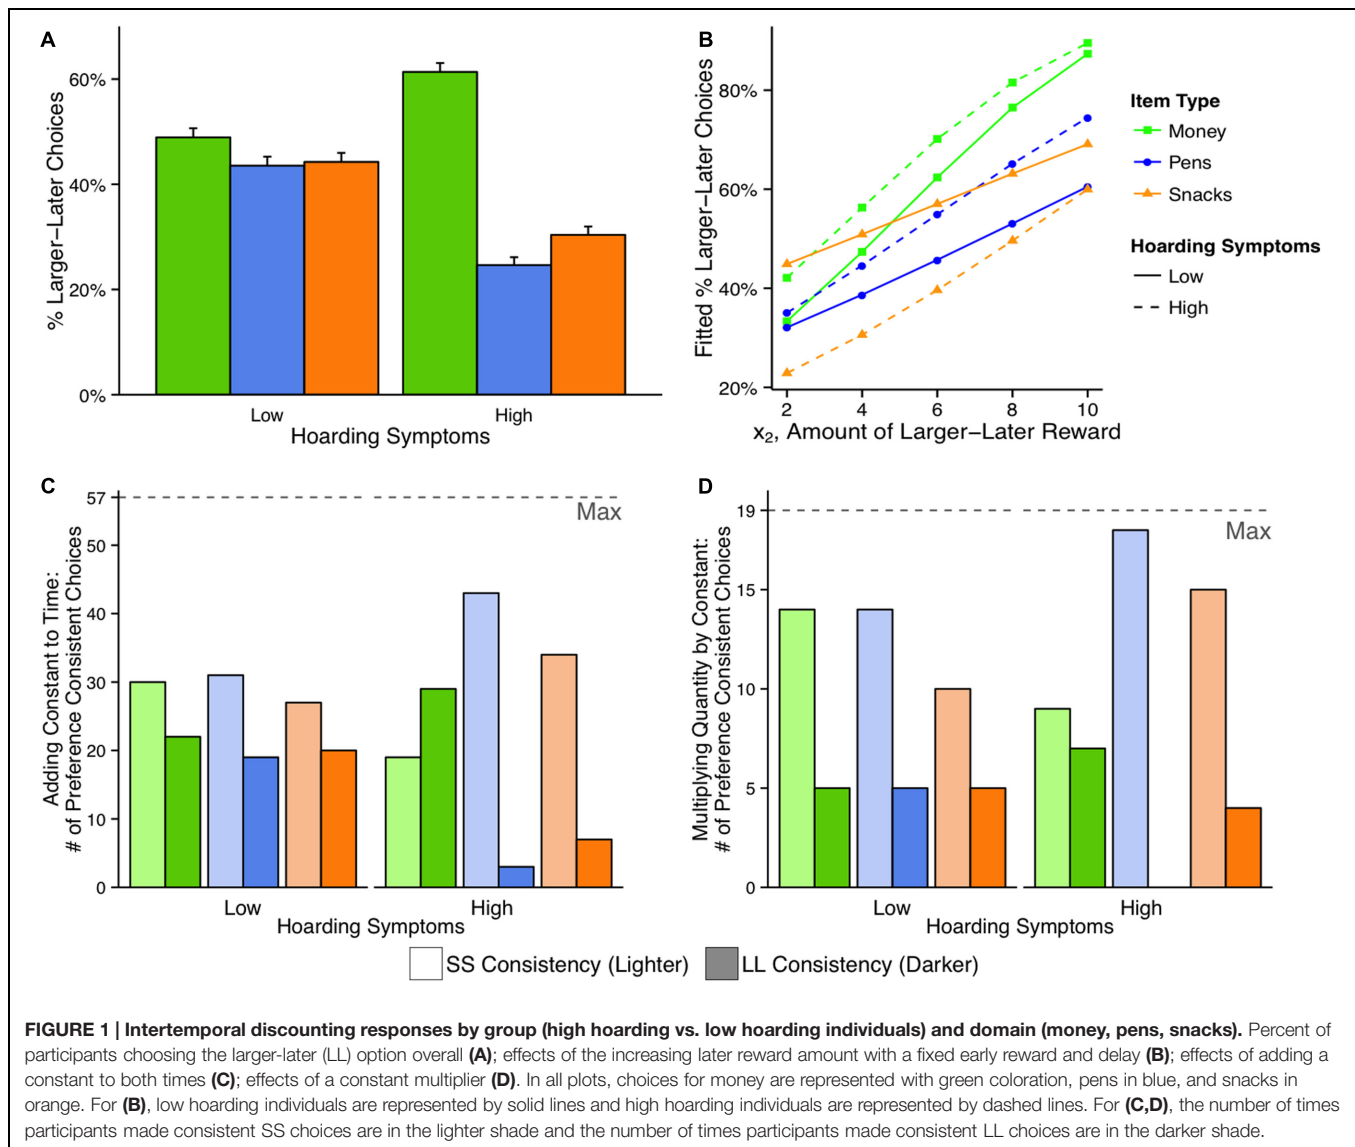 A
% Larger–Later Choices
60%
40%
20%
0%
Low
High
Hoarding Symptoms
B
Fitted % Larger–Later Choices
80%
60%
40%
20%
2
4
6
8
10
x₂, Amount of Larger–Later Reward
Item Type
Money
Pens
Snacks
Hoarding Symptoms
Low
High
C
Adding Constant to Time:
# of Preference Consistent Choices
57
50
40
30
20
10
0
Max
Low
High
Hoarding Symptoms
D
Multiplying Quantity by Constant:
# of Preference Consistent Choices
19
15
10
5
0
Max
Low
High
Hoarding Symptoms
SS Consistency (Lighter)
LL Consistency (Darker)
FIGURE 1 | Intertemporal discounting responses by group (high hoarding vs. low hoarding individuals) and domain (money, pens, snacks). Percent of
participants choosing the larger-later (LL) option overall (A); effects of the increasing later reward amount with a fixed early reward and delay (B); effects of adding a
constant to both times (C); effects of a constant multiplier (D). In all plots, choices for money are represented with green coloration, pens in blue, and snacks in
orange. For (B), low hoarding individuals are represented by solid lines and high hoarding individuals are represented by dashed lines. For (C,D), the number of times
participants made consistent SS choices are in the lighter shade and the number of times participants made consistent LL choices are in the darker shade.